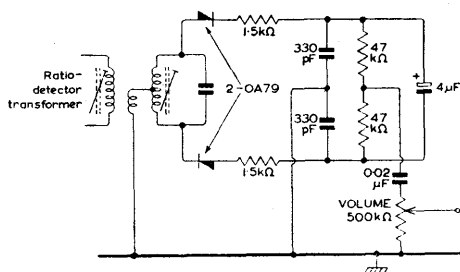 Ratio-
detector
transformer
2-OA79
1·5kΩ
330
pF
47
kΩ
+
4μF
330
pF
47
kΩ
1·5kΩ
0·02
μF
VOLUME
500kΩ